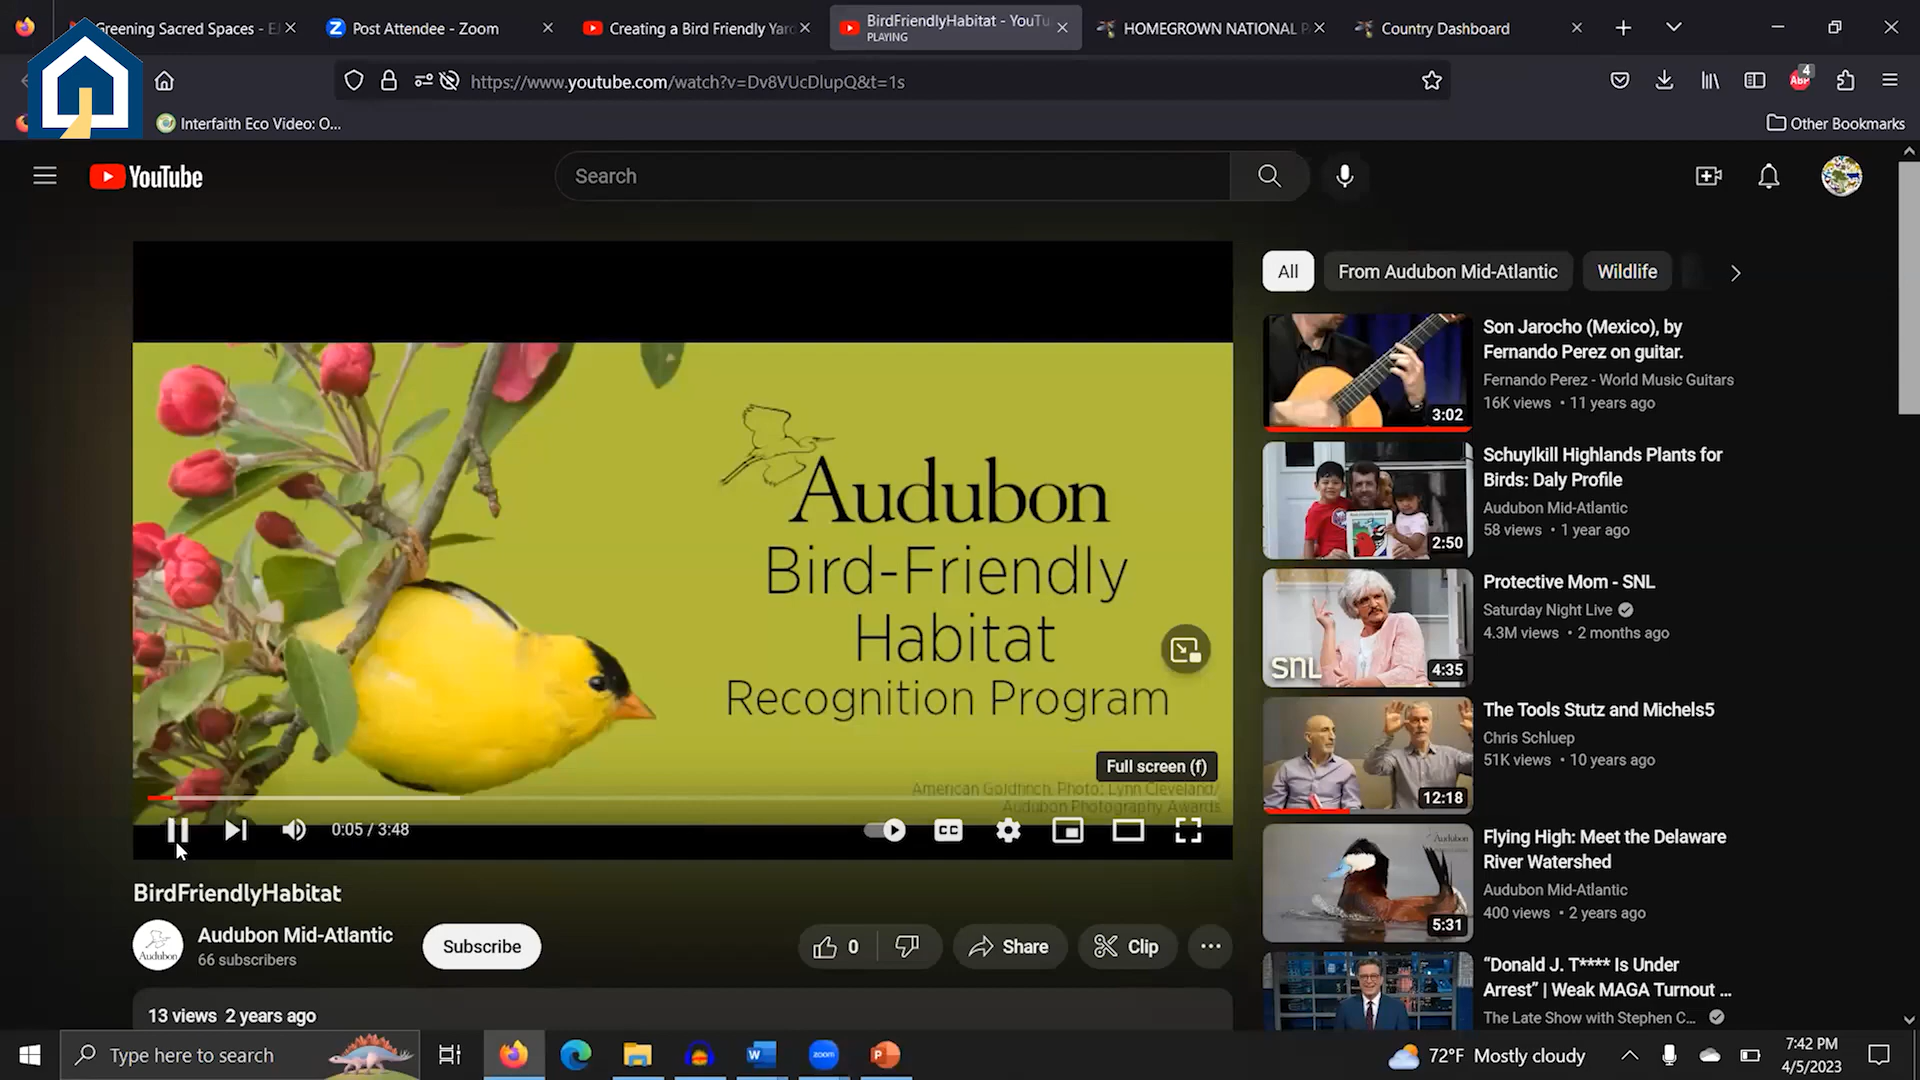 Greening Sacred Spaces - E
Post Attendee - Zoom
Creating a Bird Friendly Yar
BirdFriendlyHabitat - YouTu
PLAYING
HOMEGROWN NATIONAL P
Country Dashboard
https://www.youtube.com/watch?v=Dv8VUcDlupQ&t=1s
4
ABP
Interfaith Eco Video: O...
Other Bookmarks
YouTube
Search
All
From Audubon Mid-Atlantic
Wildlife
Audubon
Bird-Friendly
Habitat
Recognition Program
Full screen (f)
American Goldfinch. Photo: Lynn Cleveland/
Audubon Photography Awards
0:05 / 3:48
CC
BirdFriendlyHabitat
Audubon
Audubon Mid-Atlantic
66 subscribers
Subscribe
0
Share
Clip
13 views 2 years ago
3:02
Son Jarocho (Mexico), by
Fernando Perez on guitar.
Fernando Perez - World Music Guitars
16K views • 11 years ago
2:50
Schuylkill Highlands Plants for
Birds: Daly Profile
Audubon Mid-Atlantic
58 views • 1 year ago
SNL
4:35
Protective Mom - SNL
Saturday Night Live
4.3M views • 2 months ago
12:18
The Tools Stutz and Michels5
Chris Schluep
51K views • 10 years ago
Audubon
5:31
Flying High: Meet the Delaware
River Watershed
Audubon Mid-Atlantic
400 views • 2 years ago
“Donald J. T**** Is Under
Arrest” | Weak MAGA Turnout ...
The Late Show with Stephen C...
Type here to search
zoom
72°F Mostly cloudy
7:42 PM
4/5/2023